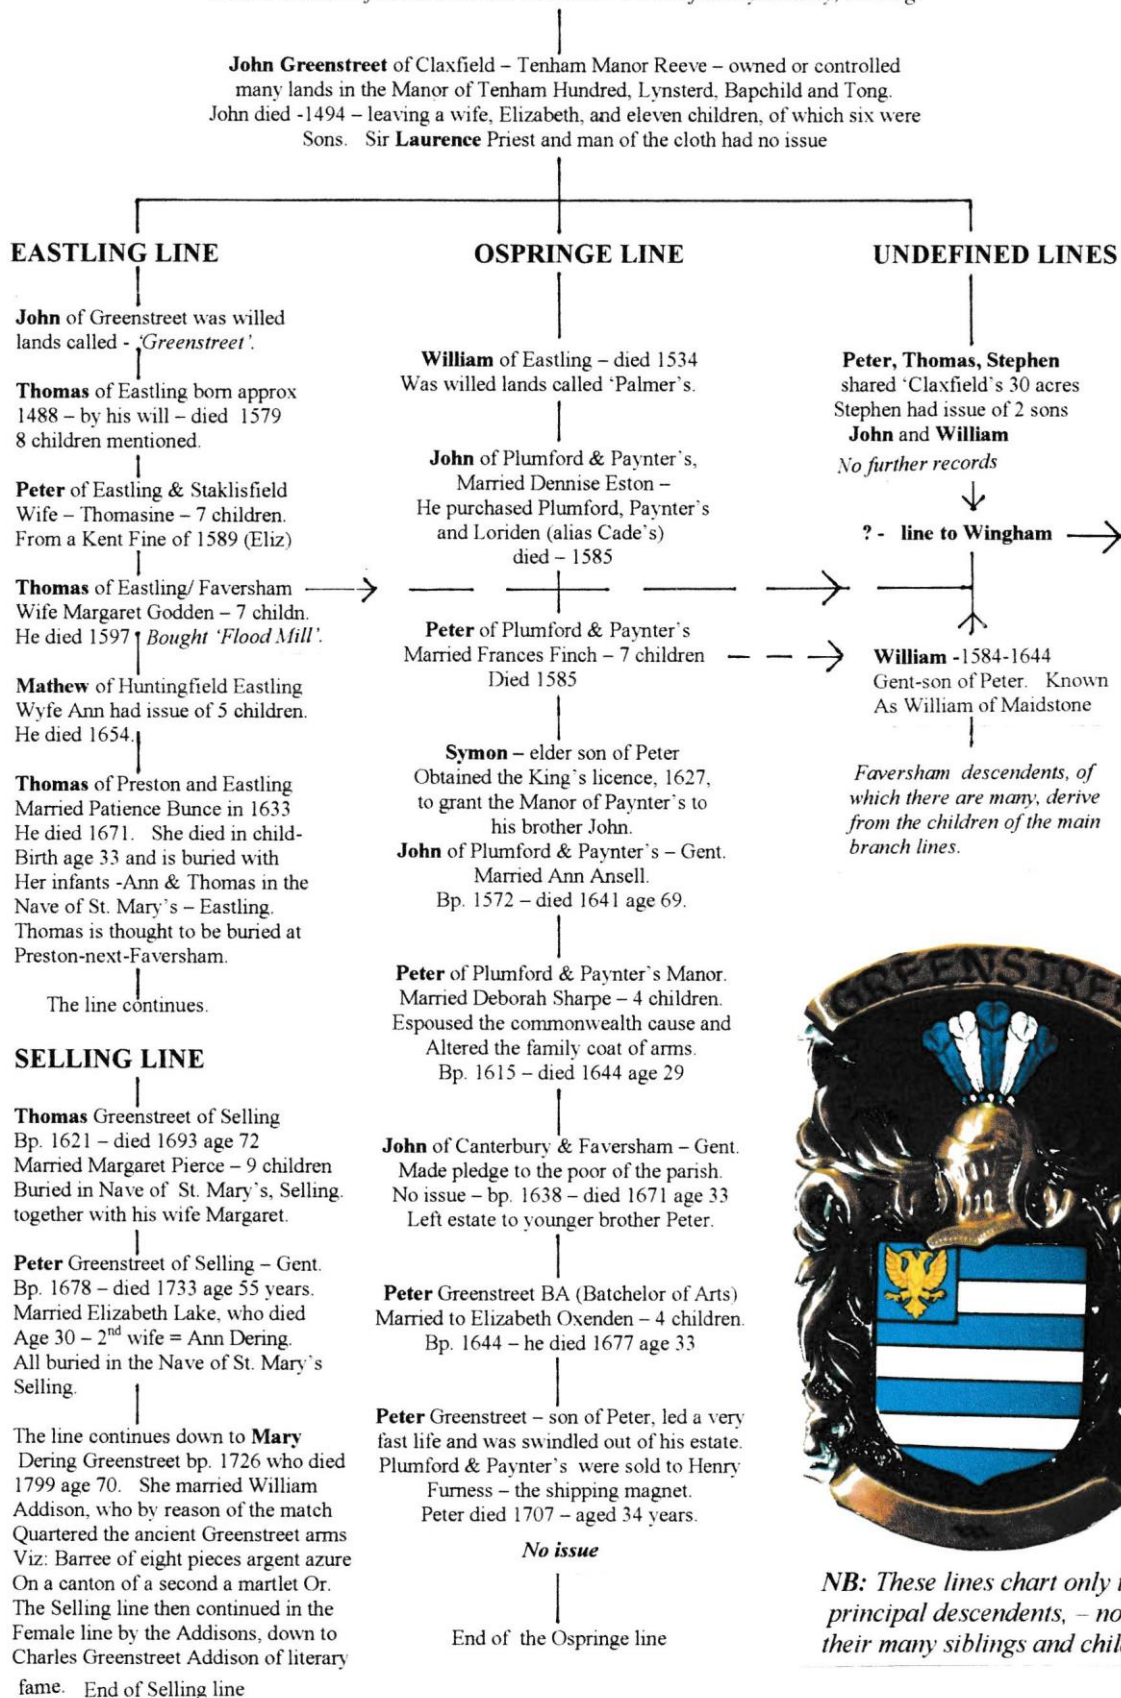 John Greenstreet of Claxfield – Tenham Manor Reeve – owned or controlled
many lands in the Manor of Tenham Hundred, Lynsterd, Bapchild and Tong.
John died -1494 – leaving a wife, Elizabeth, and eleven children, of which six were
Sons. Sir Laurence Priest and man of the cloth had no issue
EASTLING LINE
John of Greenstreet was willed
lands called - 'Greenstreet'.
Thomas of Eastling born approx
1488 – by his will – died 1579
8 children mentioned.
Peter of Eastling & Staklisfield
Wife – Thomasine – 7 children.
From a Kent Fine of 1589 (Eliz)
Thomas of Eastling/ Faversham
Wife Margaret Godden – 7 childn.
He died 1597 Bought 'Flood Mill'.
Mathew of Huntingfield Eastling
Wyfe Ann had issue of 5 children.
He died 1654.
Thomas of Preston and Eastling
Married Patience Bunce in 1633
He died 1671. She died in child-
Birth age 33 and is buried with
Her infants -Ann & Thomas in the
Nave of St. Mary's – Eastling.
Thomas is thought to be buried at
Preston-next-Faversham.
The line continues.
SELLING LINE
Thomas Greenstreet of Selling
Bp. 1621 – died 1693 age 72
Married Margaret Pierce – 9 children
Buried in Nave of St. Mary's, Selling.
together with his wife Margaret.
Peter Greenstreet of Selling – Gent.
Bp. 1678 – died 1733 age 55 years.
Married Elizabeth Lake, who died
Age 30 – 2nd wife = Ann Dering.
All buried in the Nave of St. Mary's
Selling.
The line continues down to Mary
Dering Greenstreet bp. 1726 who died
1799 age 70. She married William
Addison, who by reason of the match
Quartered the ancient Greenstreet arms
Viz: Barree of eight pieces argent azure
On a canton of a second a martlet Or.
The Selling line then continued in the
Female line by the Addisons, down to
Charles Greenstreet Addison of literary
fame. End of Selling line
OSPRINGE LINE
William of Eastling – died 1534
Was willed lands called 'Palmer's.
John of Plumford & Paynter's,
Married Dennise Eston –
He purchased Plumford, Paynter's
and Loriden (alias Cade's)
died – 1585
Peter of Plumford & Paynter's
Married Frances Finch – 7 children
Died 1585
Symon – elder son of Peter
Obtained the King's licence, 1627,
to grant the Manor of Paynter's to
his brother John.
John of Plumford & Paynter's – Gent.
Married Ann Ansell.
Bp. 1572 – died 1641 age 69.
Peter of Plumford & Paynter's Manor.
Married Deborah Sharpe – 4 children.
Espoused the commonwealth cause and
Altered the family coat of arms.
Bp. 1615 – died 1644 age 29
John of Canterbury & Faversham – Gent.
Made pledge to the poor of the parish.
No issue – bp. 1638 – died 1671 age 33
Left estate to younger brother Peter.
Peter Greenstreet BA (Batchelor of Arts)
Married to Elizabeth Oxenden – 4 children.
Bp. 1644 – he died 1677 age 33
Peter Greenstreet – son of Peter, led a very
fast life and was swindled out of his estate.
Plumford & Paynter's were sold to Henry
Furness – the shipping magnet.
Peter died 1707 – aged 34 years.
No issue
End of the Ospringe line
UNDEFINED LINES
Peter, Thomas, Stephen
shared 'Claxfield's 30 acres
Stephen had issue of 2 sons
John and William
No further records
? - line to Wingham
William -1584-1644
Gent-son of Peter. Known
As William of Maidstone
Faversham descendents, of
which there are many, derive
from the children of the main
branch lines.
GREENSTREE
NB: These lines chart only
principal descendents, – no
their many siblings and chil